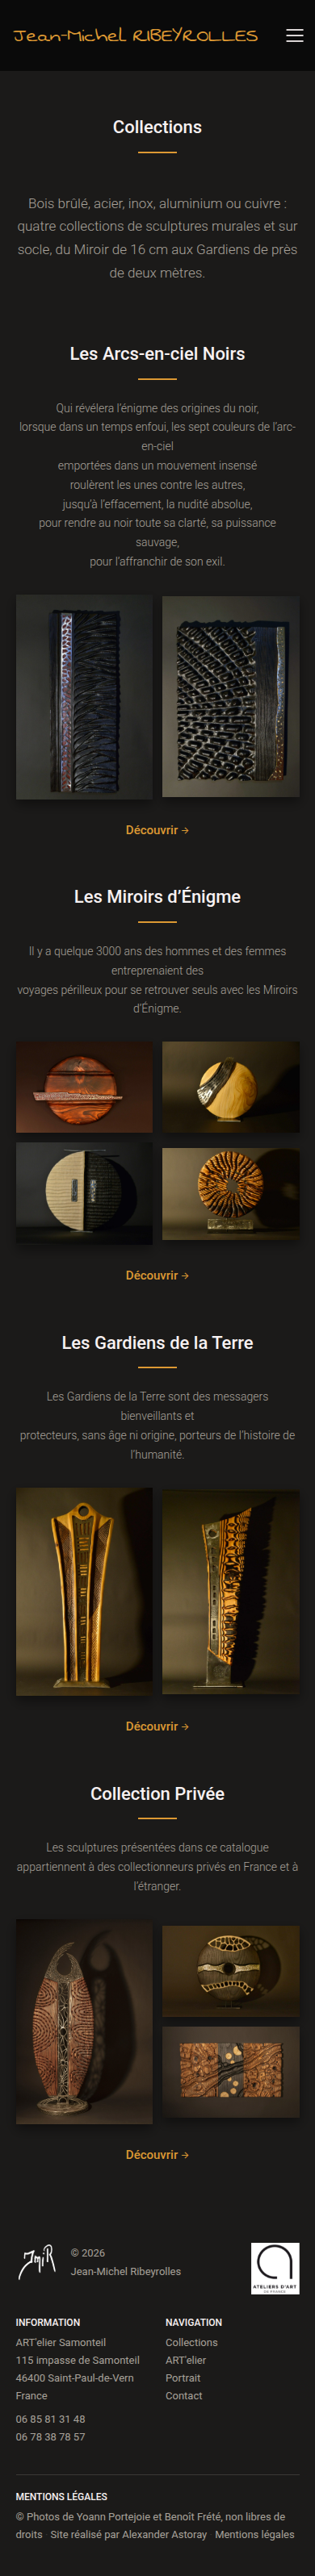 Jean-Michel RIBEYROLLES
Collections
Bois brûlé, acier, inox, aluminium ou cuivre :
quatre collections de sculptures murales et sur
socle, du Miroir de 16 cm aux Gardiens de près
de deux mètres.
Les Arcs-en-ciel Noirs
Qui révélera l’énigme des origines du noir,
lorsque dans un temps enfoui, les sept couleurs de l’arc-
en-ciel
emportées dans un mouvement insensé
roulèrent les unes contre les autres,
jusqu’à l’effacement, la nudité absolue,
pour rendre au noir toute sa clarté, sa puissance
sauvage,
pour l’affranchir de son exil.
Découvrir →
Les Miroirs d’Énigme
Il y a quelque 3000 ans des hommes et des femmes
entreprenaient des
voyages périlleux pour se retrouver seuls avec les Miroirs
d’Énigme.
Découvrir →
Les Gardiens de la Terre
Les Gardiens de la Terre sont des messagers
bienveillants et
protecteurs, sans âge ni origine, porteurs de l’histoire de
l’humanité.
Découvrir →
Collection Privée
Les sculptures présentées dans ce catalogue
appartiennent à des collectionneurs privés en France et à
l’étranger.
Découvrir →
© 2026
Jean-Michel Ribeyrolles
ATELIERS D'ART
DE FRANCE
INFORMATION
ART’elier Samonteil
115 impasse de Samonteil
46400 Saint-Paul-de-Vern
France
06 85 81 31 48
06 78 38 78 57
NAVIGATION
Collections
ART’elier
Portrait
Contact
MENTIONS LÉGALES
© Photos de Yoann Portejoie et Benoît Frété, non libres de
droits · Site réalisé par Alexander Astoray · Mentions légales